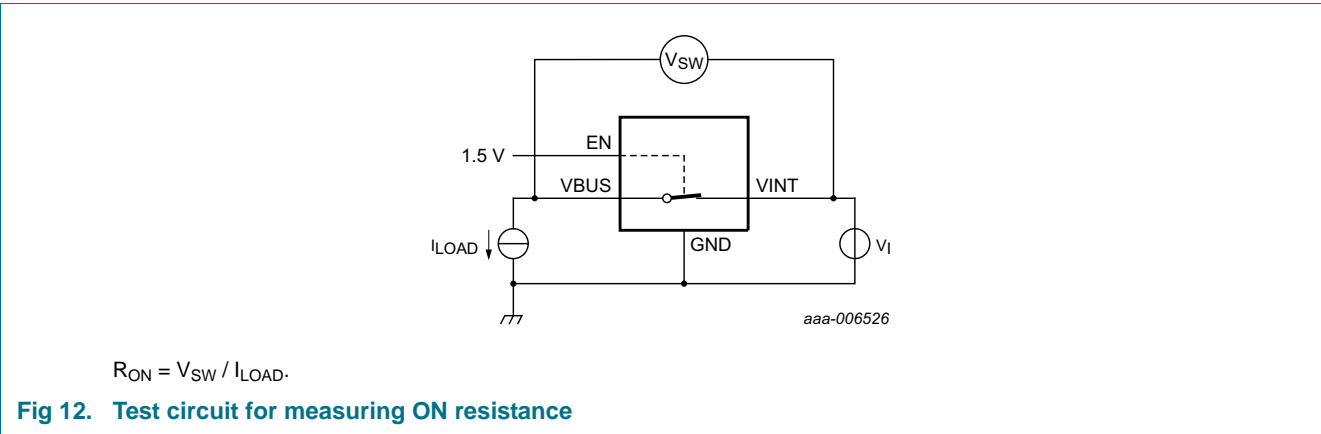 VSW
EN
1.5 V
VBUS
VINT
ILOAD
GND
VI
aaa-006526
RON = VSW / ILOAD.
Fig 12. Test circuit for measuring ON resistance